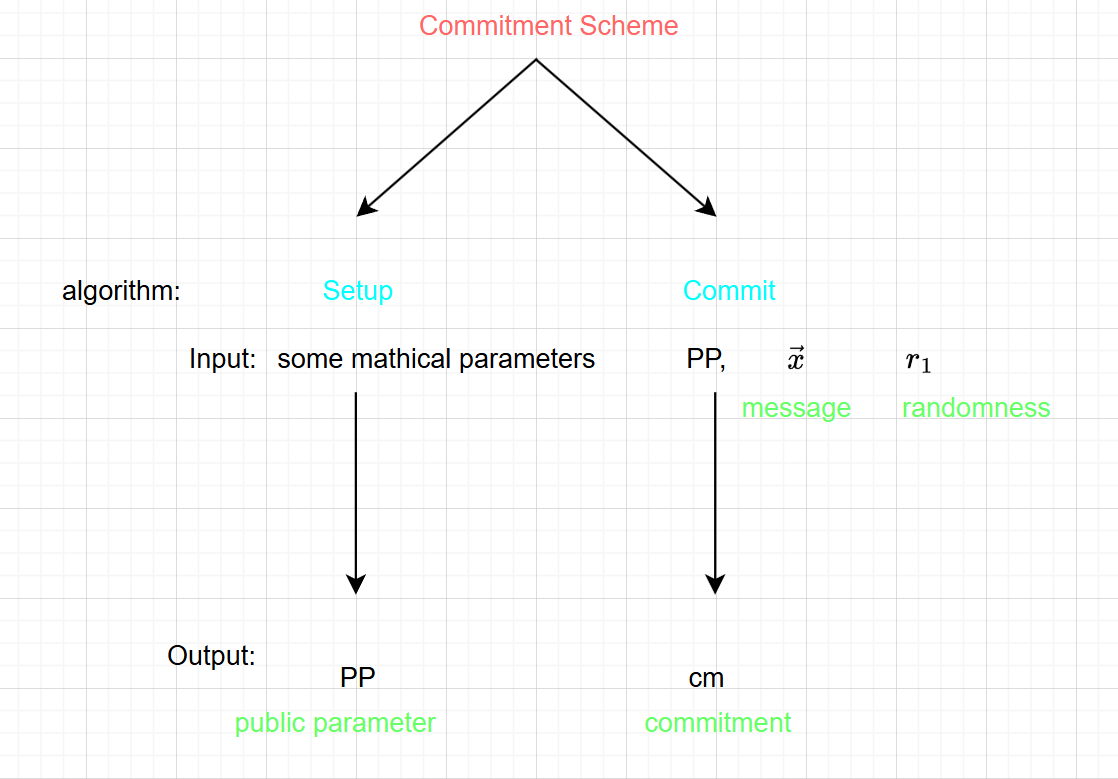 Commitment Scheme
algorithm: Setup Commit
Input: some mathical parameters PP, $\vec{x}$ $r_1$
message randomness
Output:
PP cm
public parameter commitment